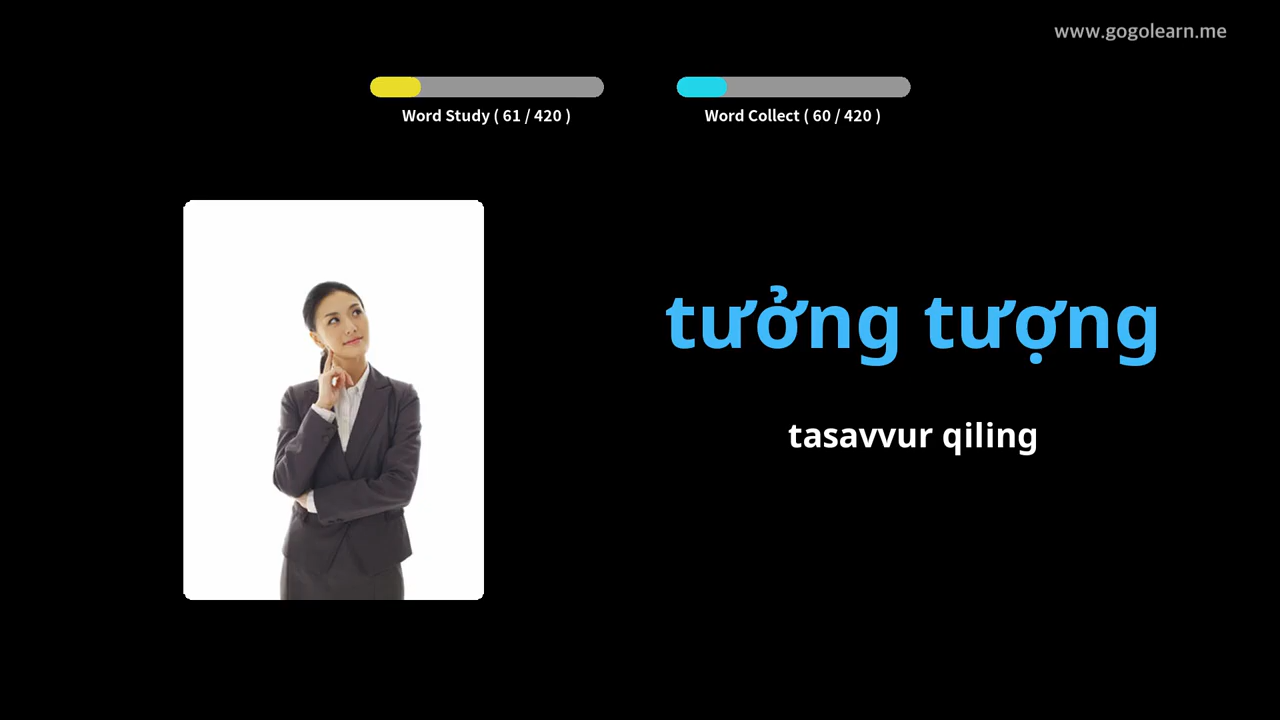 www.gogolearn.me
Word Study ( 61 / 420 )
Word Collect ( 60 / 420 )
tưởng tượng
tasavvur qiling